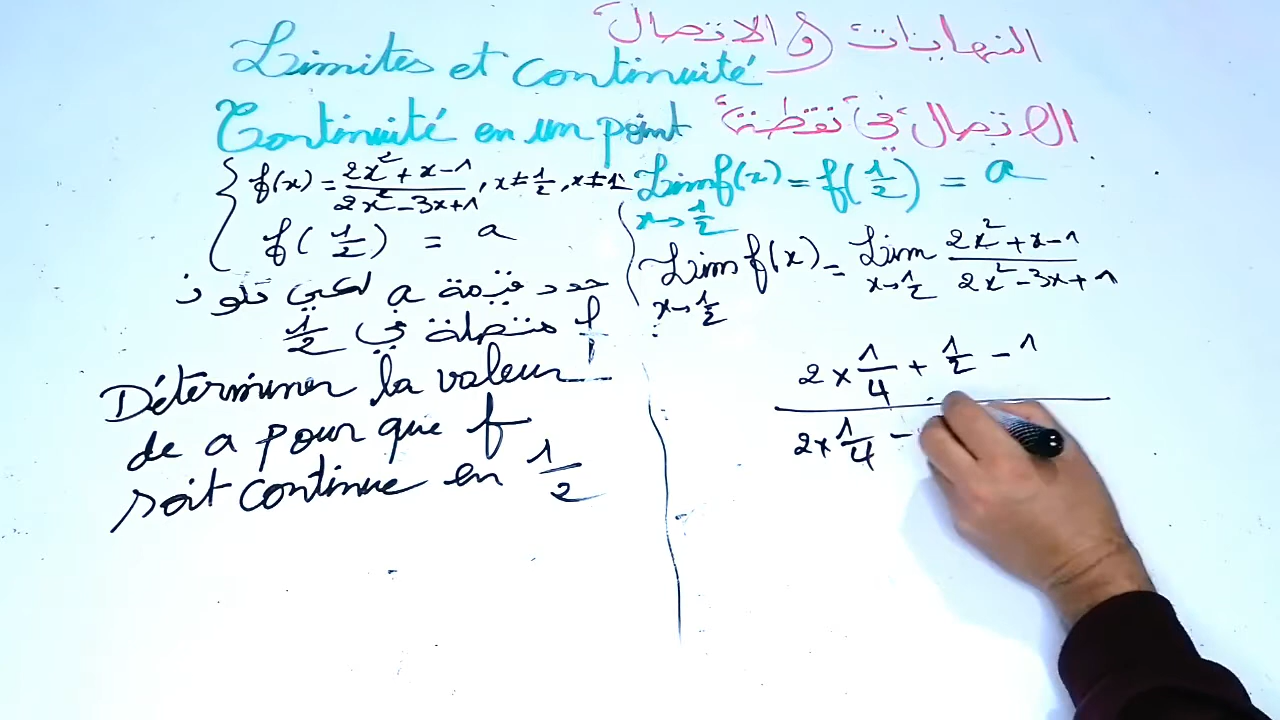 النهايات و الاتصال
Limites et continuité
Continuité en un point الاتصال في نقطة
{ f(x) = (2x² + x - 1)/(2x² - 3x + 1), x ≠ 1/2, x ≠ 1
f(1/2) = a
حدد قيمة a لكي تكون
f متصلة في 1/2
Déterminer la valeur
de a pour que f
soit continue en 1/2
Lim f(x) = f(1/2) = a
x→1/2
Lim f(x) = Lim (2x² + x - 1)/(2x² - 3x + 1)
x→1/2 x→1/2
2 × 1/4 + 1/2 - 1
2 × 1/4 -